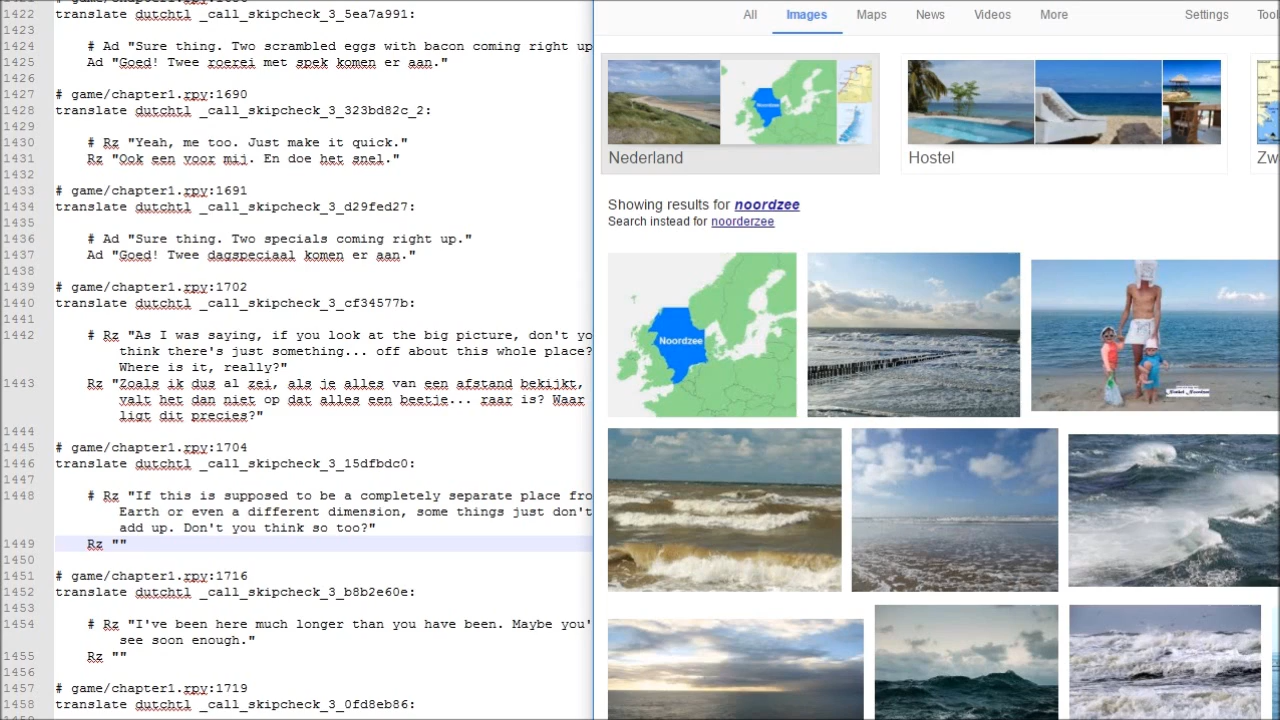 1422 translate dutchtl _call_skipcheck_3_5ea7a991:
1423
1424 # Ad "Sure thing. Two scrambled eggs with bacon coming right up
1425 Ad "Goed! Twee roerei met spek komen er aan."
1426
1427 # game/chapter1.rpy:1690
1428 translate dutchtl _call_skipcheck_3_323bd82c_2:
1429
1430 # Rz "Yeah, me too. Just make it quick."
1431 Rz "Ook een voor mij. En doe het snel."
1432
1433 # game/chapter1.rpy:1691
1434 translate dutchtl _call_skipcheck_3_d29fed27:
1435
1436 # Ad "Sure thing. Two specials coming right up."
1437 Ad "Goed! Twee dagspeciaal komen er aan."
1438
1439 # game/chapter1.rpy:1702
1440 translate dutchtl _call_skipcheck_3_cf34577b:
1441
1442 # Rz "As I was saying, if you look at the big picture, don't yo
think there's just something... off about this whole place?
Where is it, really?"
1443 Rz "Zoals ik dus al zei, als je alles van een afstand bekijkt,
valt het dan niet op dat alles een beetje... raar is? Waar
ligt dit precies?"
1444
1445 # game/chapter1.rpy:1704
1446 translate dutchtl _call_skipcheck_3_15dfbdc0:
1447
1448 # Rz "If this is supposed to be a completely separate place fro
Earth or even a different dimension, some things just don't
add up. Don't you think so too?"
1449 Rz ""
1450
1451 # game/chapter1.rpy:1716
1452 translate dutchtl _call_skipcheck_3_b8b2e60e:
1453
1454 # Rz "I've been here much longer than you have been. Maybe you'
see soon enough."
1455 Rz ""
1456
1457 # game/chapter1.rpy:1719
1458 translate dutchtl _call_skipcheck_3_0fd8eb86:
All Images Maps News Videos More Settings Tool
Noordzee
Nederland Hostel Zw
Showing results for noordzee
Search instead for noorderzee
Noordzee